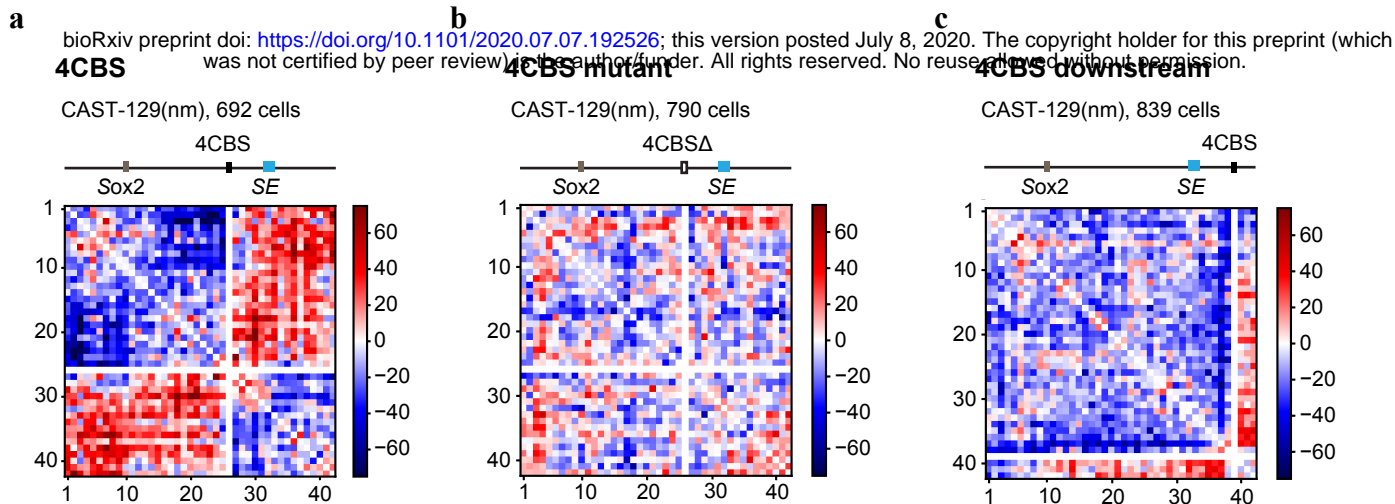 a b c
bioRxiv preprint doi: https://doi.org/10.1101/2020.07.07.192526; this version posted July 8, 2020. The copyright holder for this preprint (which
was not certified by peer review) is the author/funder. All rights reserved. No reuse allowed without permission.
4CBS 4CBS mutant 4CBS downstream
CAST-129(nm), 692 cells CAST-129(nm), 790 cells CAST-129(nm), 839 cells
4CBS 4CBSΔ 4CBS
Sox2 SE Sox2 SE Sox2 SE
1 60 1 60 1 60
10 40 10 40 10 40
20 20 20
20 0 20 0 20 0
−20 −20 −20
30 −40 30 −40 30 −40
40 −60 40 −60 40 −60
1 10 20 30 40 1 10 20 30 40 1 10 20 30 40